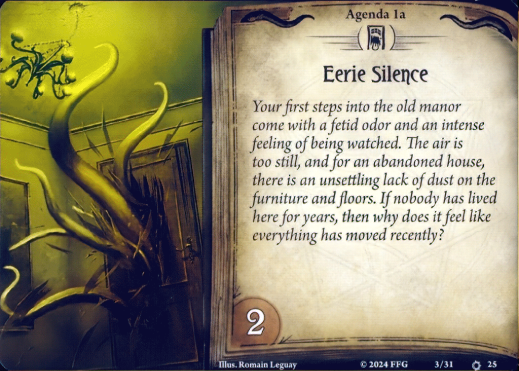 Agenda 1a
Eerie Silence
Your first steps into the old manor
come with a fetid odor and an intense
feeling of being watched. The air is
too still, and for an abandoned house,
there is an unsettling lack of dust on the
furniture and floors. If nobody has lived
here for years, then why does it feel like
everything has moved recently?
2
Illus. Romain Leguay © 2024 FFG 3/31 25